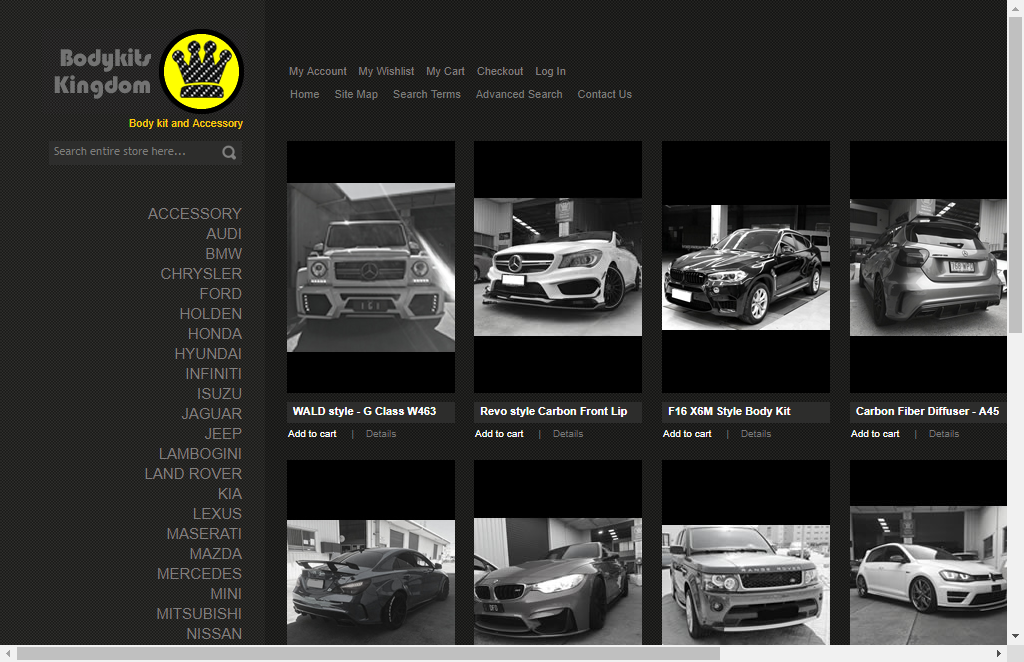 Bodykits
Kingdom
Body kit and Accessory
Search entire store here...
My Account My Wishlist My Cart Checkout Log In
Home Site Map Search Terms Advanced Search Contact Us
ACCESSORY
AUDI
BMW
CHRYSLER
FORD
HOLDEN
HONDA
HYUNDAI
INFINITI
ISUZU
JAGUAR
JEEP
LAMBOGINI
LAND ROVER
KIA
LEXUS
MASERATI
MAZDA
MERCEDES
MINI
MITSUBISHI
NISSAN
WALD style - G Class W463
Add to cart | Details
Revo style Carbon Front Lip
Add to cart | Details
F16 X6M Style Body Kit
Add to cart | Details
Carbon Fiber Diffuser - A45
Add to cart | Details
RANGE ROVER